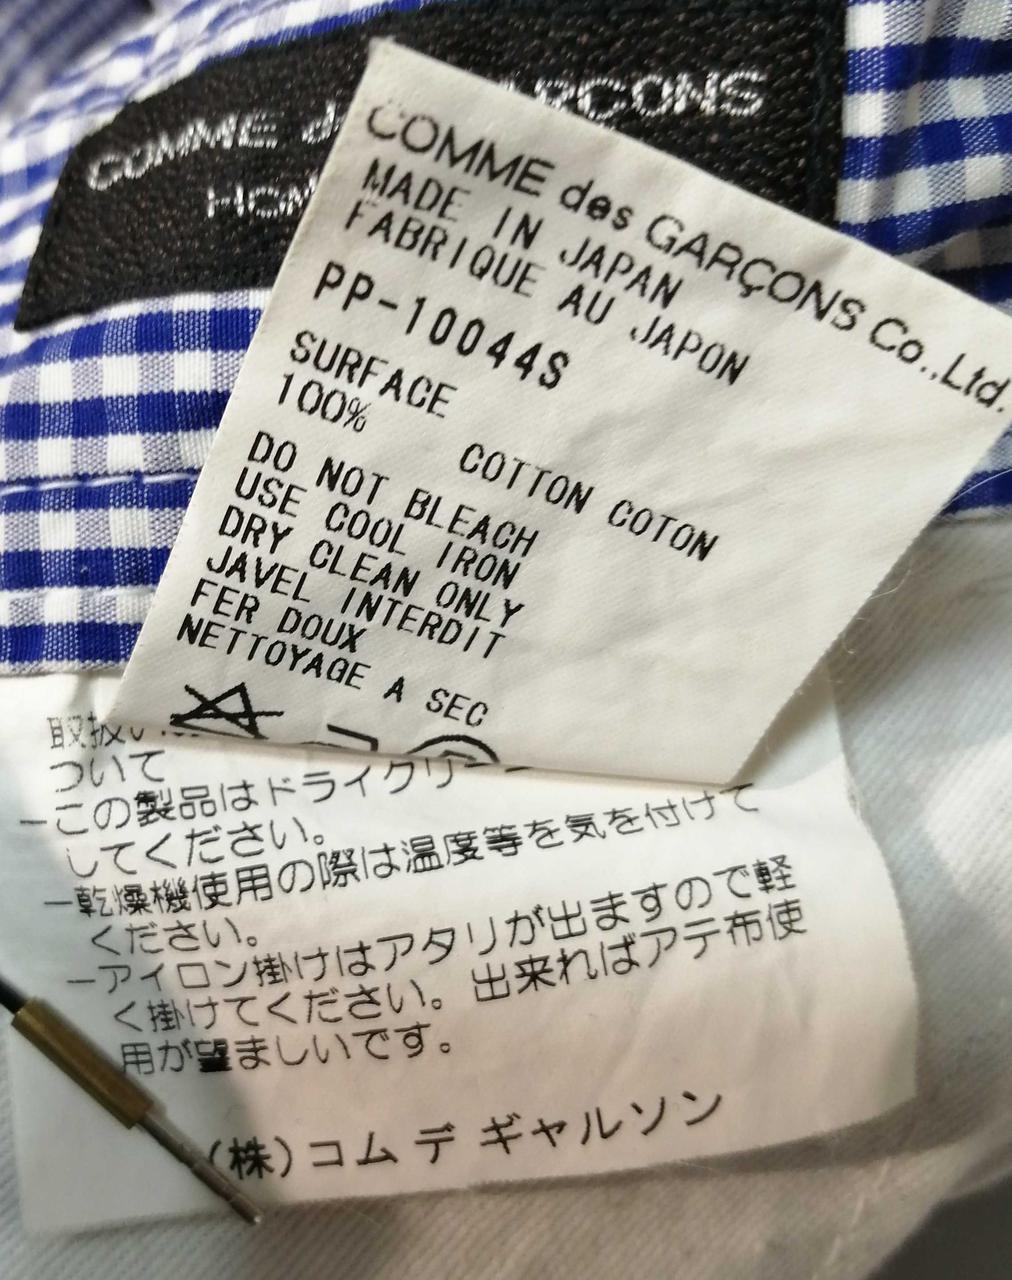 COMME
GARÇONS
COMME des GARÇONS Co.,Ltd.
MADE IN JAPAN
FABRIQUE AU JAPON
PP-10044S
SURFACE
100% COTTON COTON
DO NOT BLEACH
USE COOL IRON
DRY CLEAN ONLY
JAVEL INTERDIT
FER DOUX
NETTOYAGE A SEC
取扱い
ついて
ーこの製品はドライクリー
してください。
ー乾燥機使用の際は温度等を気を付けて
ください。
ーアイロン掛けはアタリが出ますので軽
く掛けてください。出来ればアテ布使
用が望ましいです。
(株)コム デ ギャルソン